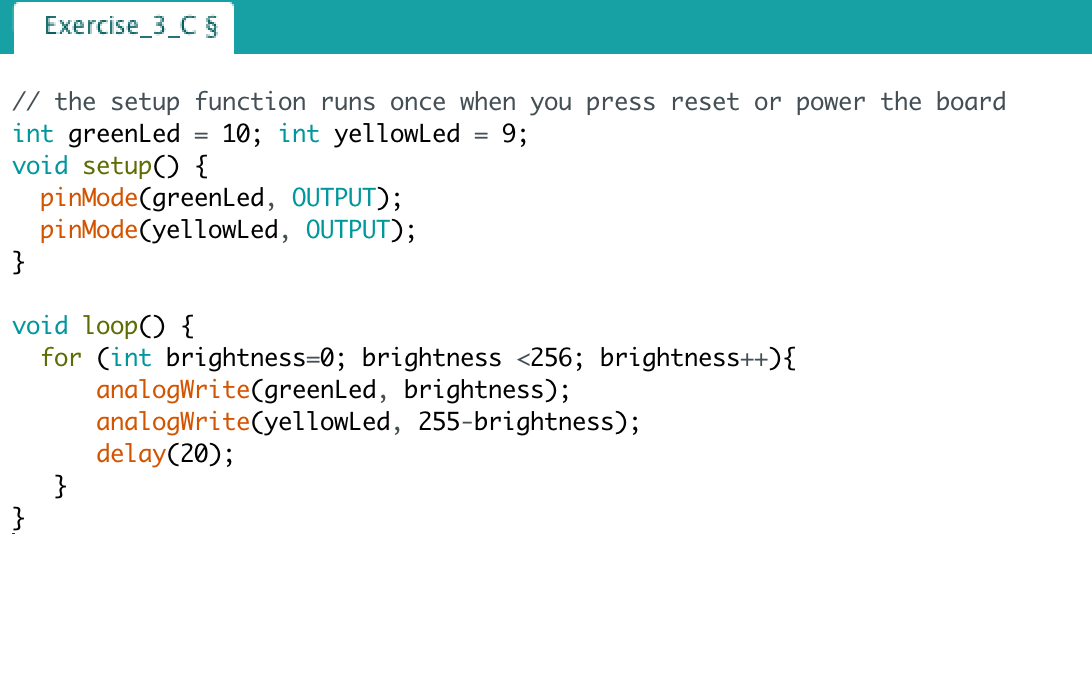 Exercise_3_C §
// the setup function runs once when you press reset or power the board
int greenLed = 10; int yellowLed = 9;
void setup() {
  pinMode(greenLed, OUTPUT);
  pinMode(yellowLed, OUTPUT);
}
void loop() {
  for (int brightness=0; brightness <256; brightness++){
      analogWrite(greenLed, brightness);
      analogWrite(yellowLed, 255-brightness);
      delay(20);
   }
}